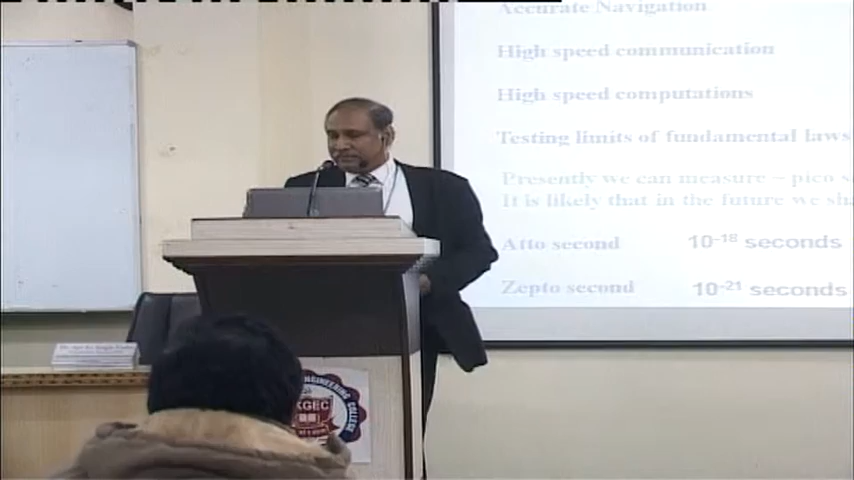 Accurate Navigation
High speed communication
High speed computations
Testing limits of fundamental laws
Presently we can measure – pico s
It is likely that in the future we sh
Atto second 10-18 seconds
Zepto second 10-21 seconds
ENGINEERING COLLEGE
KGEC